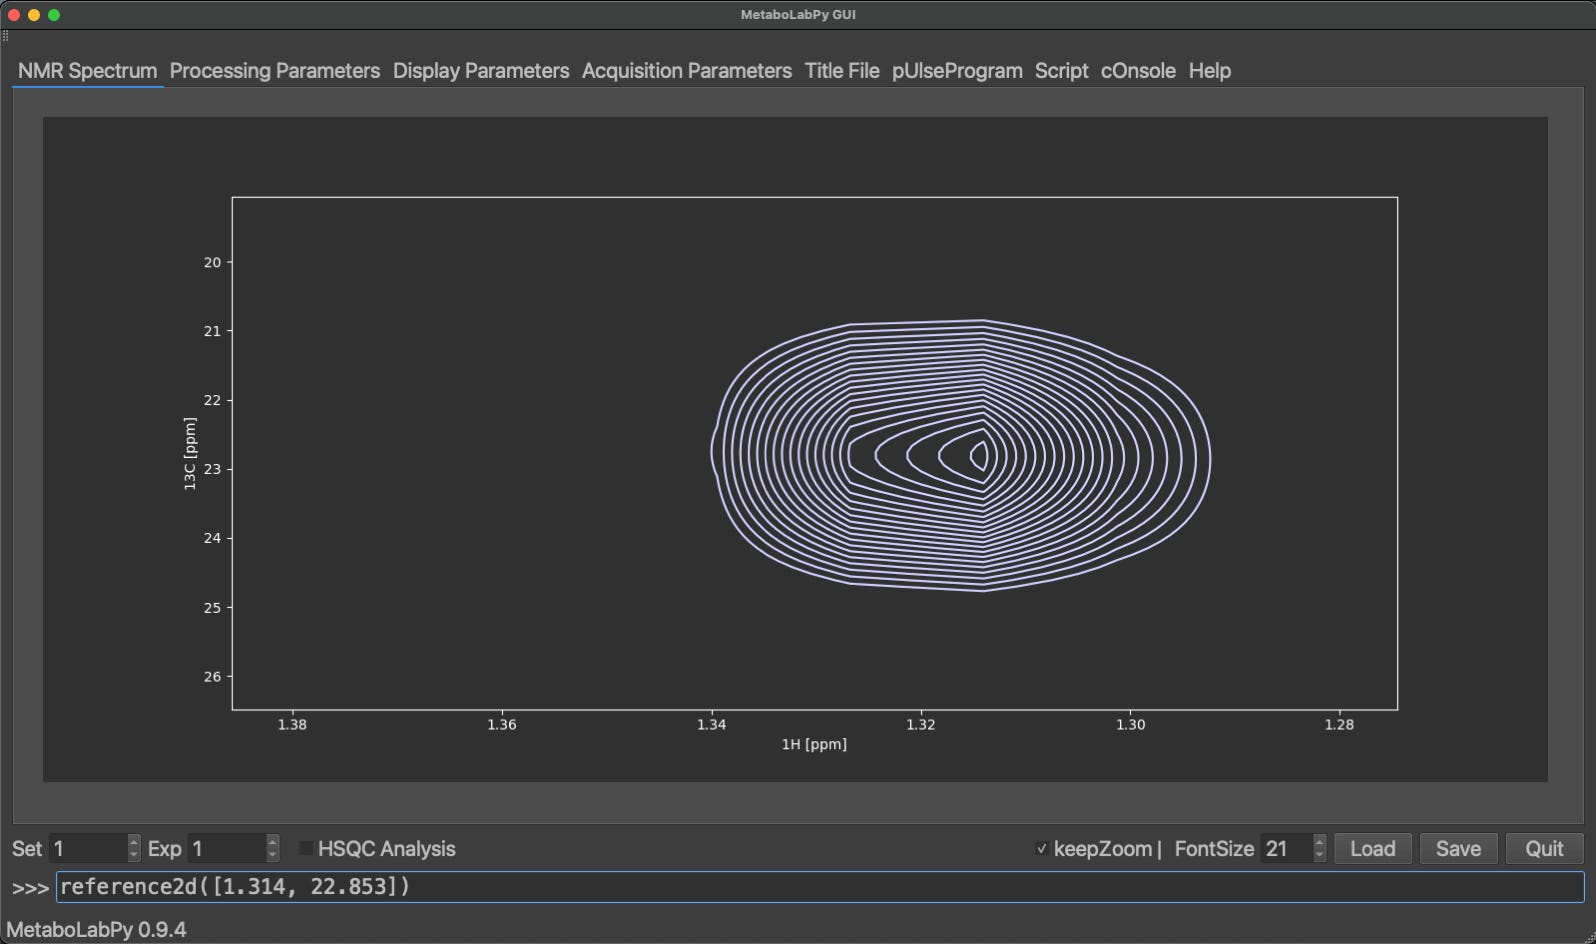 MetaboLabPy GUI
NMR Spectrum Processing Parameters Display Parameters Acquisition Parameters Title File pUlseProgram Script cOnsole Help
20
21
22
23
24
25
26
13C [ppm]
1.38 1.36 1.34 1.32 1.30 1.28
1H [ppm]
Set 1 Exp 1 HSQC Analysis keepZoom | FontSize 21 Load Save Quit
>>> reference2d([1.314, 22.853])
MetaboLabPy 0.9.4